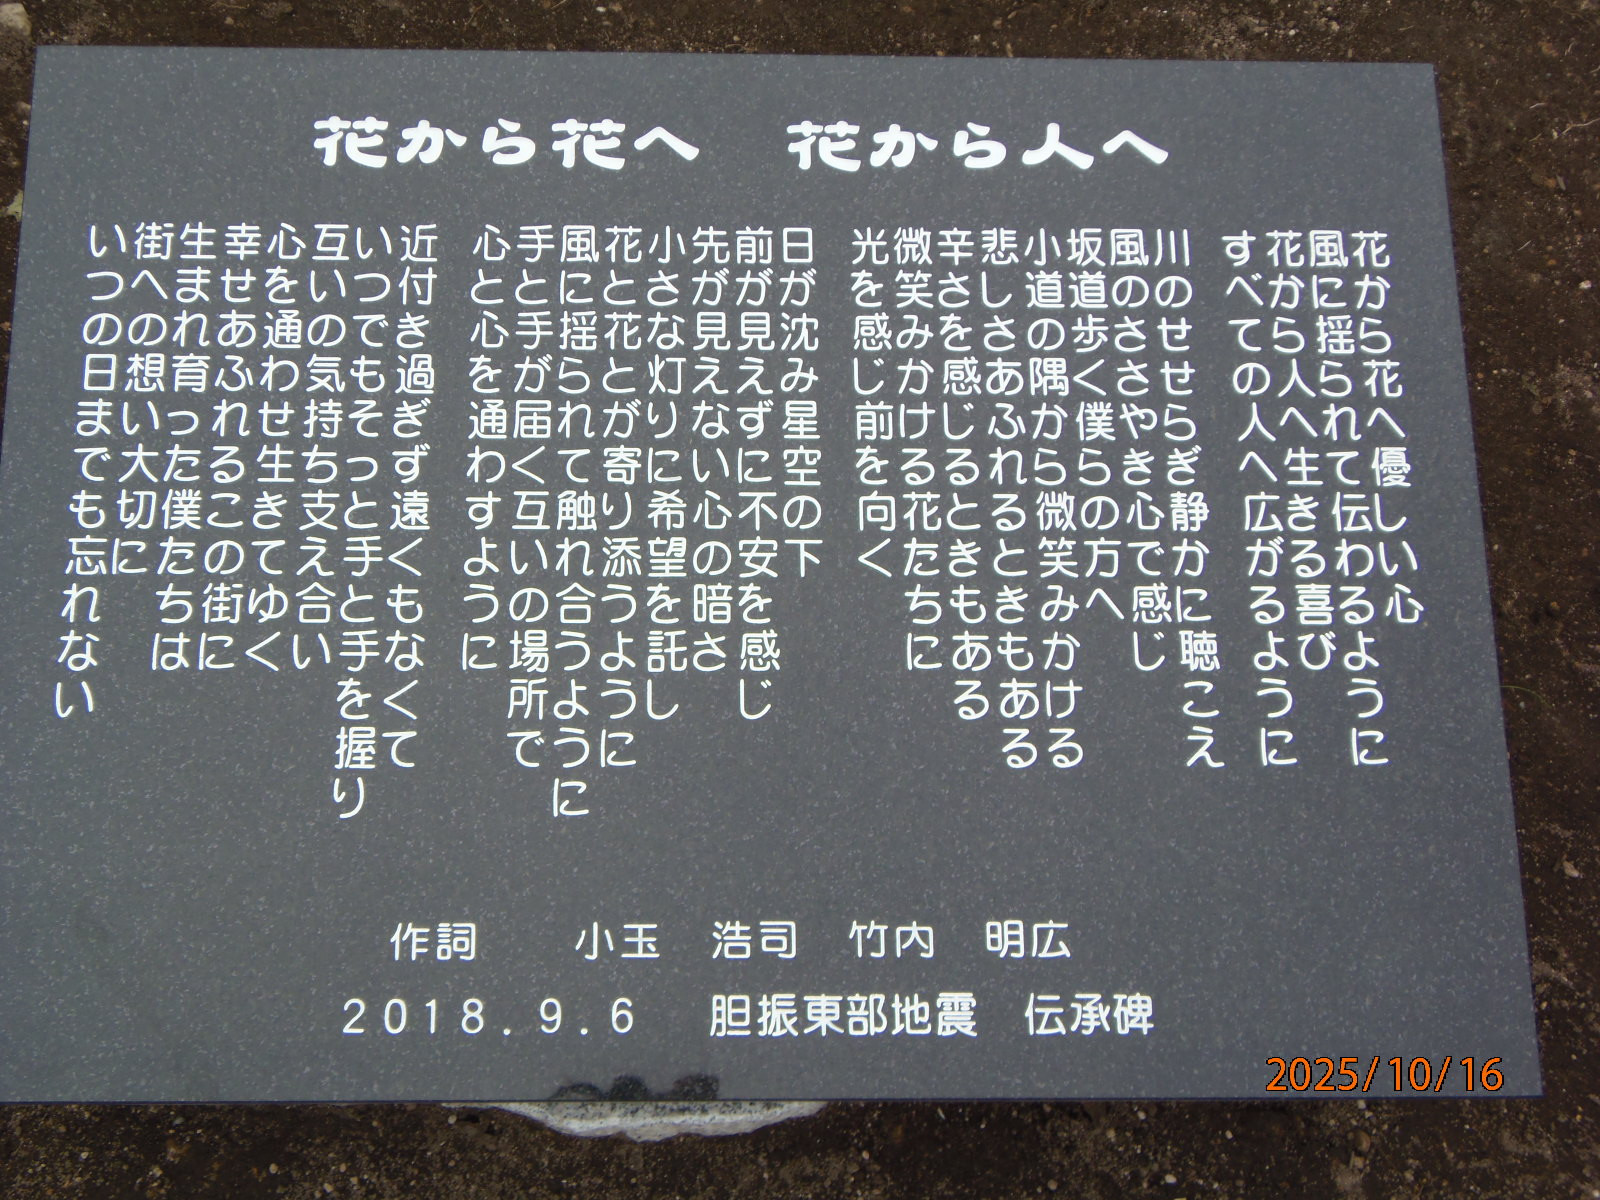 花から花へ　花から人へ
花から花へ優しい心
風に揺られて伝わるように
花から人へ生きる喜び
すべての人へ広がるように
川のせせらぎ静かに聴こえ
風のささやき心で感じ
坂道歩く僕らの方へ
小道の隅から微笑みかける
悲しさあふれるときもある
辛さを感じるときもある
微笑みかける花たちに
光を感じ前を向く
日が沈み星空の下
前が見えずに不安を感じ
先が見えない心の暗さ
小さな灯りに希望を託し
花と花とが寄り添うように
風に揺られて触れ合うように
手と手が届く互いの場所で
心と心を通わすように
近付き過ぎず遠くもなくて
いつでもそっと手と手を握り
互いの気持ち支え合い
心を通わせ生きてゆく
幸せあふれるこの街に
生まれ育った僕たちは
街への想い大切に
いつの日までも忘れない
作詞　小玉　浩司　竹内　明広
2018.9.6　胆振東部地震　伝承碑
2025/10/16